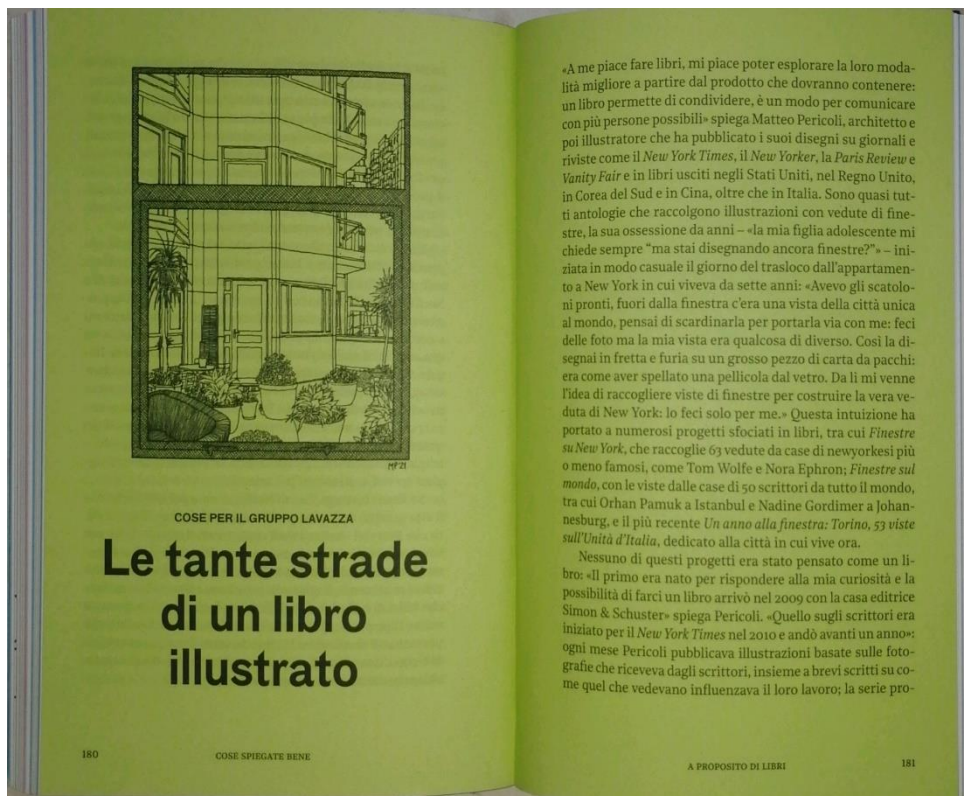 MP 21
COSE PER IL GRUPPO LAVAZZA
Le tante strade
di un libro
illustrato
180
COSE SPIEGATE BENE
«A me piace fare libri, mi piace poter esplorare la loro moda-
lità migliore a partire dal prodotto che dovranno contenere:
un libro permette di condividere, è un modo per comunicare
con più persone possibili» spiega Matteo Pericoli, architetto e
poi illustratore che ha pubblicato i suoi disegni su giornali e
riviste come il New York Times, il New Yorker, la Paris Review e
Vanity Fair e in libri usciti negli Stati Uniti, nel Regno Unito,
in Corea del Sud e in Cina, oltre che in Italia. Sono quasi tut-
ti antologie che raccolgono illustrazioni con vedute di fine-
stre, la sua ossessione da anni – «la mia figlia adolescente mi
chiede sempre “ma stai disegnando ancora finestre?”» – ini-
ziata in modo casuale il giorno del trasloco dall'appartamen-
to a New York in cui viveva da sette anni: «Avevo gli scatolo-
ni pronti, fuori dalla finestra c'era una vista della città unica
al mondo, pensai di scardinarla per portarla via con me: feci
delle foto ma la mia vista era qualcosa di diverso. Così la di-
segnai in fretta e furia su un grosso pezzo di carta da pacchi:
era come aver spellato una pellicola dal vetro. Da lì mi venne
l'idea di raccogliere viste di finestre per costruire la vera ve-
duta di New York: lo feci solo per me.» Questa intuizione ha
portato a numerosi progetti sfociati in libri, tra cui Finestre
su New York, che raccoglie 63 vedute da case di newyorkesi più
o meno famosi, come Tom Wolfe e Nora Ephron; Finestre sul
mondo, con le viste dalle case di 50 scrittori da tutto il mondo,
tra cui Orhan Pamuk a Istanbul e Nadine Gordimer a Johan-
nesburg, e il più recente Un anno alla finestra: Torino, 53 viste
sull'Unità d'Italia, dedicato alla città in cui vive ora.
Nessuno di questi progetti era stato pensato come un li-
bro: «Il primo era nato per rispondere alla mia curiosità e la
possibilità di farci un libro arrivò nel 2009 con la casa editrice
Simon & Schuster» spiega Pericoli. «Quello sugli scrittori era
iniziato per il New York Times nel 2010 e andò avanti un anno»:
ogni mese Pericoli pubblicava illustrazioni basate sulle foto-
grafie che riceveva dagli scrittori, insieme a brevi scritti su co-
me quel che vedevano influenzava il loro lavoro; la serie pro-
A PROPOSITO DI LIBRI
181